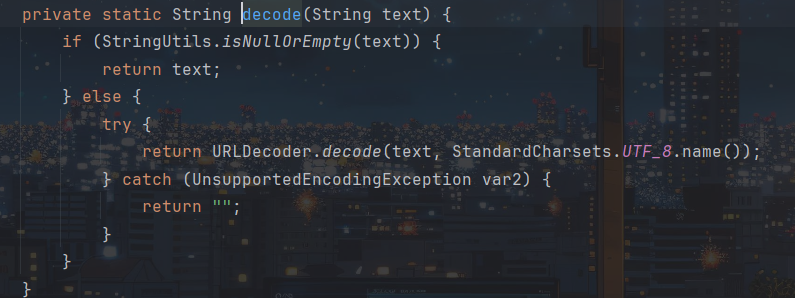 private static String decode(String text) {
    if (StringUtils.isNullOrEmpty(text)) {
        return text;
    } else {
        try {
            return URLDecoder.decode(text, StandardCharsets.UTF_8.name());
        } catch (UnsupportedEncodingException var2) {
            return "";
        }
    }
}